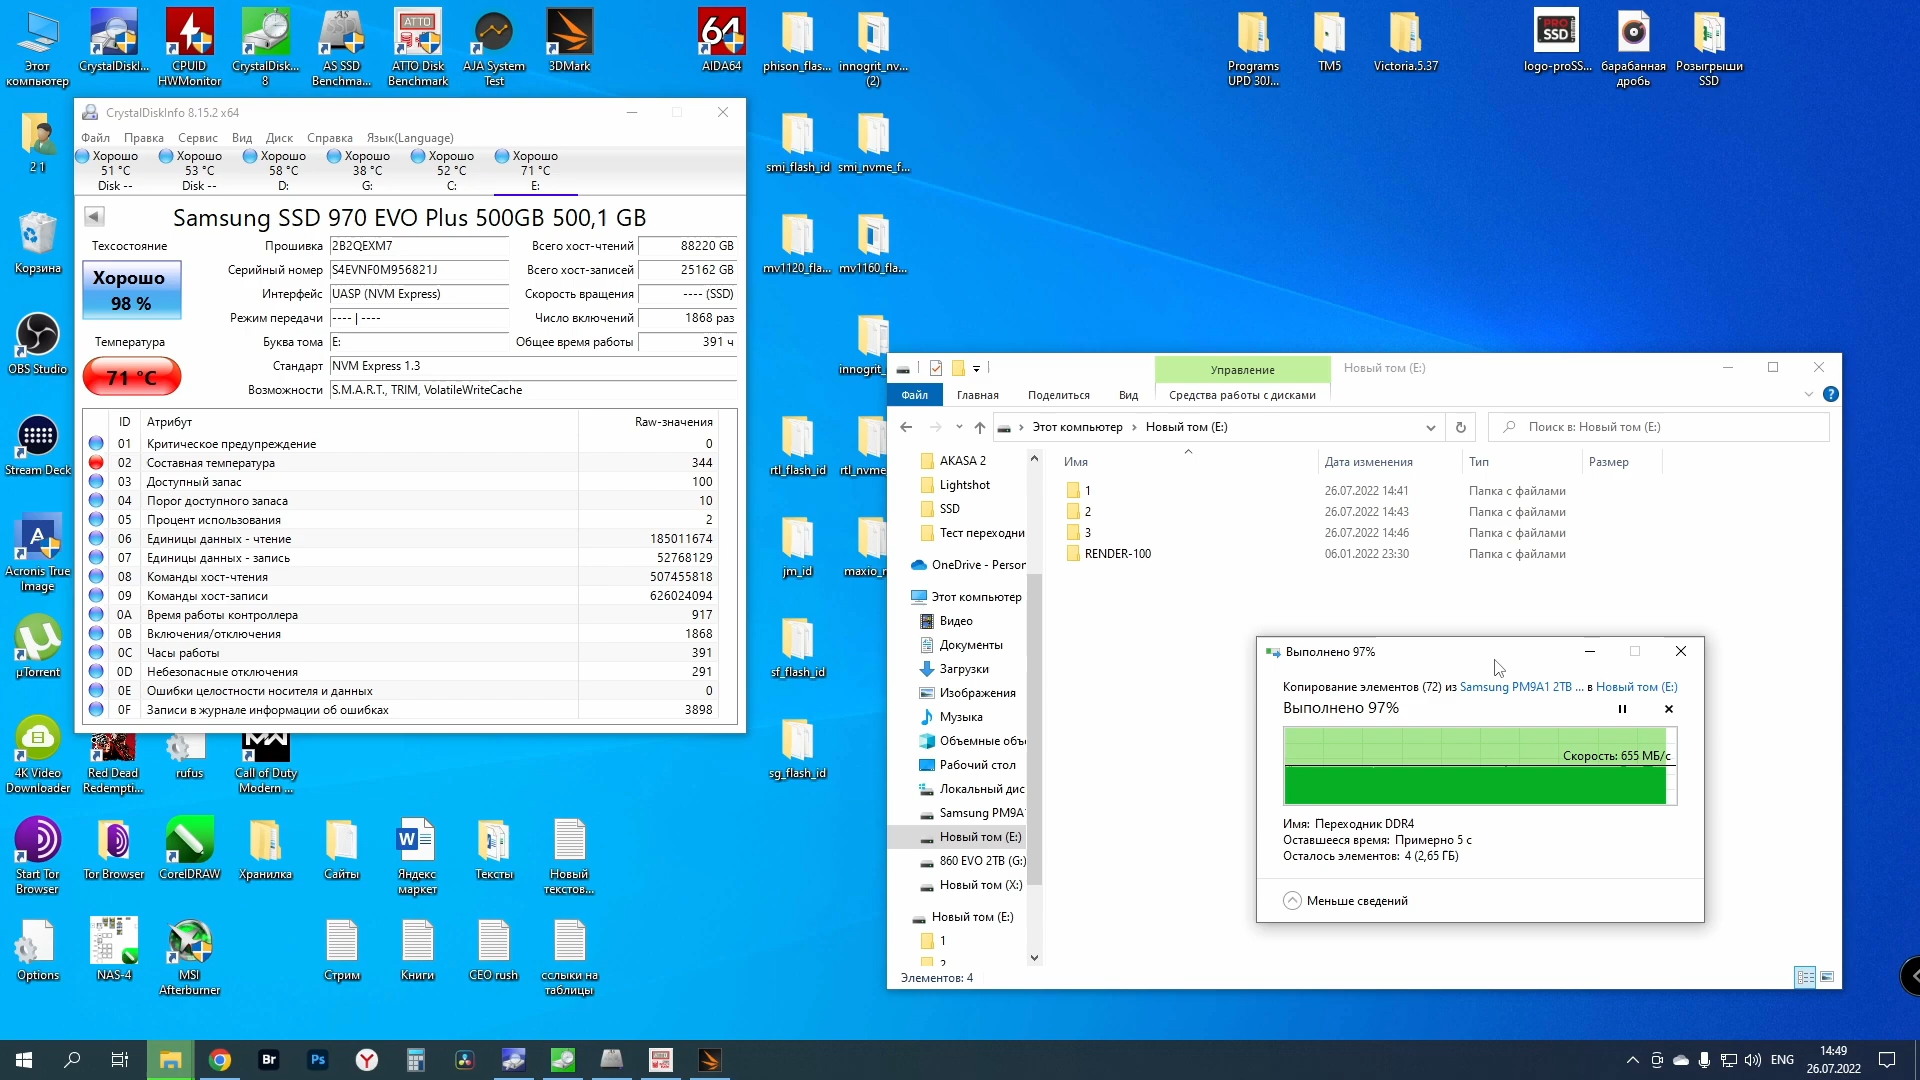 Этот компьютер
CrystalDiskI...
CPUID HWMonitor
CrystalDisk... 8
AS SSD Benchma...
ATTO Disk Benchmark
AJA System Test
3DMark
AIDA64
phison_flas...
innogrit_nv... (2)
Programs UPD 30J...
TM5
Victoria.5.37
logo-proSS...
барабанная дробь
Розыгрыши SSD
2 1
smi_flash_id
smi_nvme_f...
Корзина
mv1120_fla...
mv1160_fla...
OBS Studio
innogrit_
Stream Deck
rtl_flash_id
rtl_nvme
Acronis True Image
jm_id
maxio_n
µTorrent
sf_flash_id
4K Video Downloader
Red Dead Redempti...
rufus
Call of Duty Modern ...
sg_flash_id
Start Tor Browser
Tor Browser
CorelDRAW
Хранилка
Сайты
Яндекс маркет
Тексты
Новый текстов...
Options
NAS-4
MSI Afterburner
Стрим
Книги
CEO rush
сслыки на таблицы
CrystalDiskInfo 8.15.2 x64
Файл Правка Сервис Вид Диск Справка Язык(Language)
Хорошо Хорошо Хорошо Хорошо Хорошо Хорошо
51 °C 53 °C 58 °C 38 °C 52 °C 71 °C
Disk -- Disk -- D: G: C: E:
Samsung SSD 970 EVO Plus 500GB 500,1 GB
Техсостояние
Хорошо
98 %
Температура
71 °C
Прошивка 2B2QEXM7 Всего хост-чтений 88220 GB
Серийный номер S4EVNF0M956821J Всего хост-записей 25162 GB
Интерфейс UASP (NVM Express) Скорость вращения ---- (SSD)
Режим передачи ---- | ---- Число включений 1868 раз
Буква тома E: Общее время работы 391 ч
Стандарт NVM Express 1.3
Возможности S.M.A.R.T., TRIM, VolatileWriteCache
ID Атрибут Raw-значения
01 Критическое предупреждение 0
02 Составная температура 344
03 Доступный запас 100
04 Порог доступного запаса 10
05 Процент использования 2
06 Единицы данных - чтение 185011674
07 Единицы данных - запись 52768129
08 Команды хост-чтения 507455818
09 Команды хост-записи 626024094
0A Время работы контроллера 917
0B Включения/отключения 1868
0C Часы работы 391
0D Небезопасные отключения 291
0E Ошибки целостности носителя и данных 0
0F Записи в журнале информации об ошибках 3898
Управление Новый том (E:)
Файл Главная Поделиться Вид Средства работы с дисками
Этот компьютер › Новый том (E:)
Поиск в: Новый том (E:)
AKASA 2
Lightshot
SSD
Тест переходни
OneDrive - Person
Этот компьютер
Видео
Документы
Загрузки
Изображения
Музыка
Объемные объе
Рабочий стол
Локальный дис
Samsung PM9A1
Новый том (E:)
860 EVO 2TB (G:)
Новый том (X:)
Новый том (E:)
1
2
Имя Дата изменения Тип Размер
1 26.07.2022 14:41 Папка с файлами
2 26.07.2022 14:43 Папка с файлами
3 26.07.2022 14:46 Папка с файлами
RENDER-100 06.01.2022 23:30 Папка с файлами
Элементов: 4
Выполнено 97%
Копирование элементов (72) из Samsung PM9A1 2TB ... в Новый том (E:)
Выполнено 97%
Скорость: 655 МБ/с
Имя: Переходник DDR4
Оставшееся время: Примерно 5 с
Осталось элементов: 4 (2,65 ГБ)
Меньше сведений
Br
Ps
ENG
14:49
26.07.2022